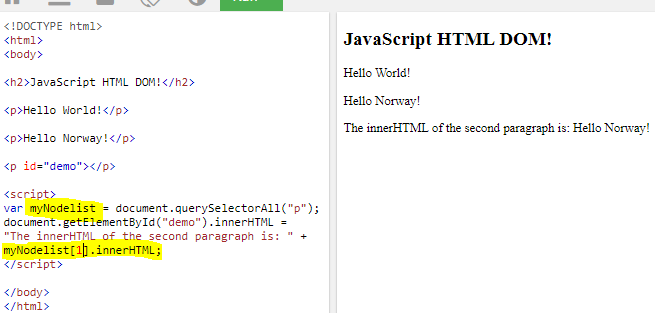 <!DOCTYPE html>
<html>
<body>
<h2>JavaScript HTML DOM!</h2>
<p>Hello World!</p>
<p>Hello Norway!</p>
<p id="demo"></p>
<script>
var myNodelist = document.querySelectorAll("p");
document.getElementById("demo").innerHTML =
"The innerHTML of the second paragraph is: " +
myNodelist[1].innerHTML;
</script>
</body>
</html>
JavaScript HTML DOM!
Hello World!
Hello Norway!
The innerHTML of the second paragraph is: Hello Norway!